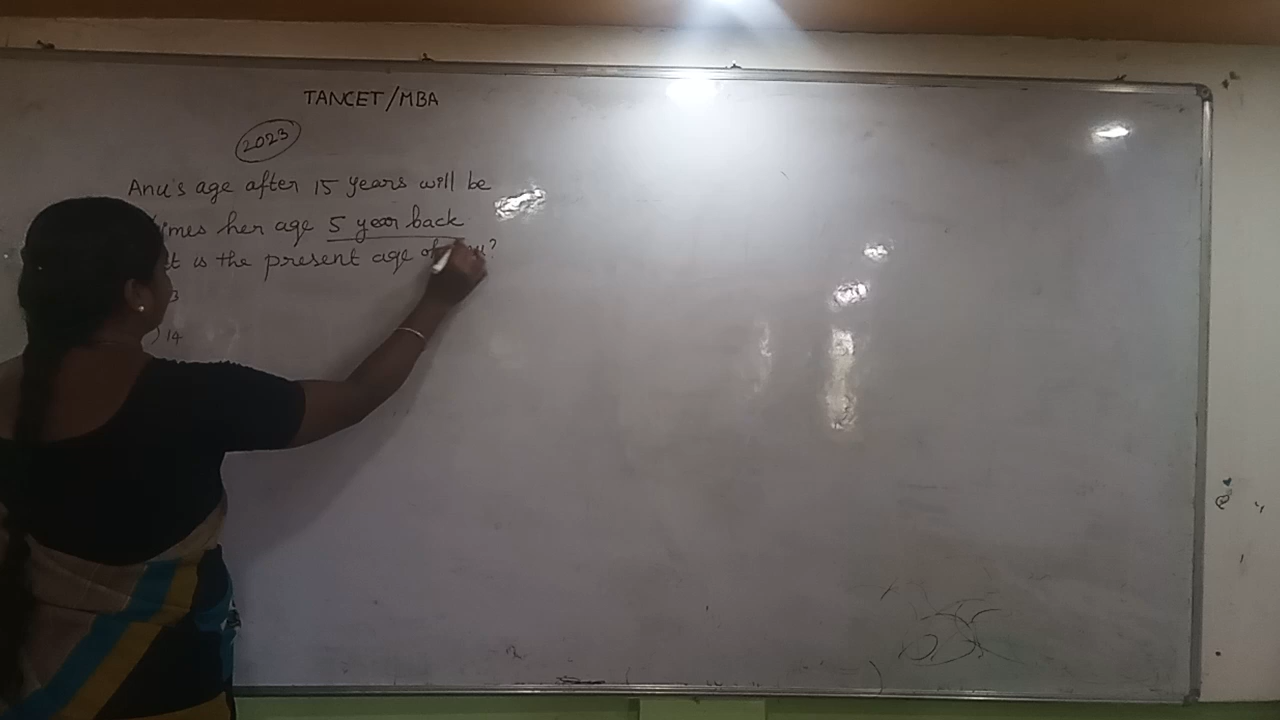 TANCET/MBA
2023
Anu's age after 15 years will be
times her age 5 year back
is the present age of
3
) 14